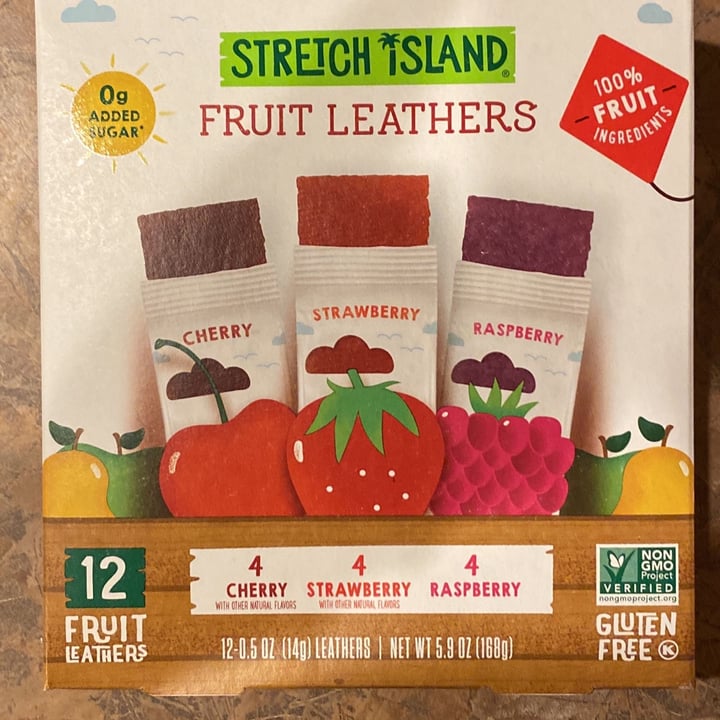 STRETCH ISLAND®
FRUIT LEATHERS
0g
ADDED
SUGAR*
100%
FRUIT
INGREDIENTS
CHERRY
STRAWBERRY
RASPBERRY
12
FRUIT
LEATHERS
4
CHERRY
WITH OTHER NATURAL FLAVORS
4
STRAWBERRY
WITH OTHER NATURAL FLAVORS
4
RASPBERRY
12-0.5 OZ (14g) LEATHERS | NET WT 5.9 OZ (168g)
NON
GMO
Project
VERIFIED
nongmoproject.org
GLUTEN
FREE K